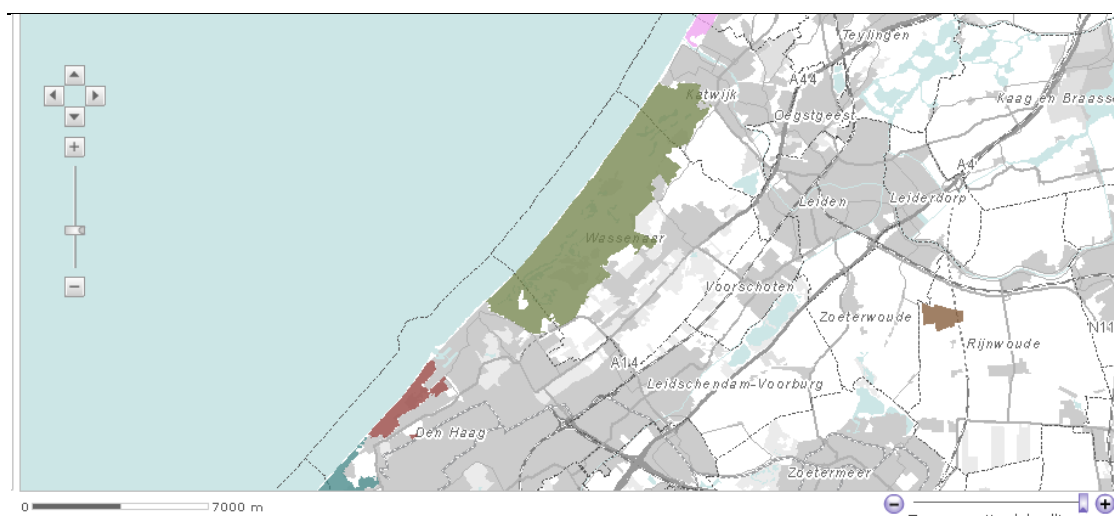 Teylingen
A44
Katwijk
Kaag en Braasse
Oegstgeest
A4
Leiden
Leiderdorp
Wassenaar
Voorschoten
Zoeterwoude
N11
Rijnwoude
A14
Leidschendam-Voorburg
Den Haag
Zoetermeer
0
7000 m